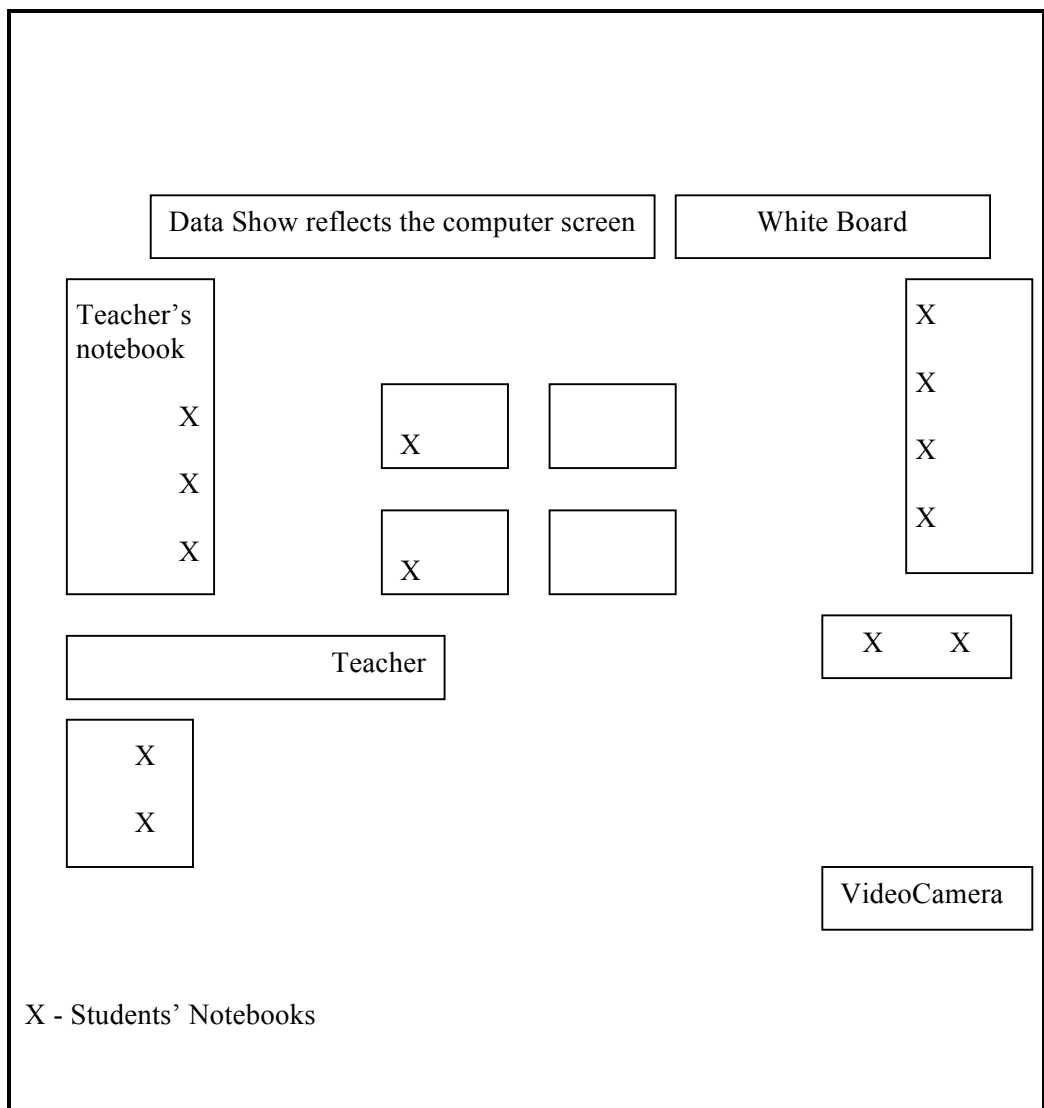 Data Show reflects the computer screen
White Board
Teacher’s
notebook
X
X
X
X
X
X
X
X
X
Teacher
X X
X
X
VideoCamera
X - Students’ Notebooks